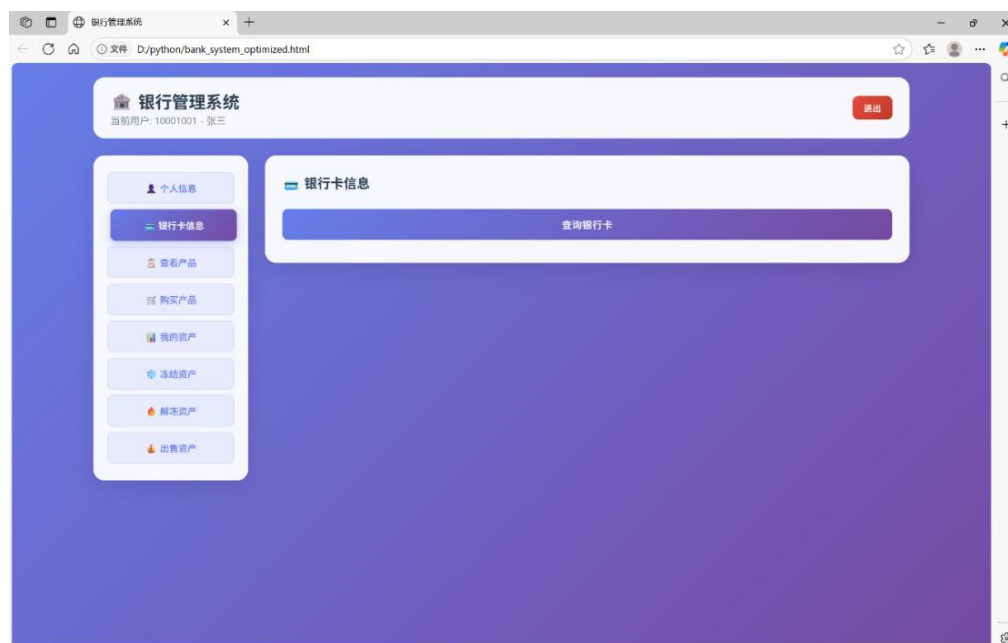 银行管理系统
文件 D:/python/bank_system_optimized.html
银行管理系统
当前用户: 10001001 - 张三
退出
个人信息
银行卡信息
查看产品
购买产品
我的资产
冻结资产
解冻资产
出售资产
银行卡信息
查询银行卡